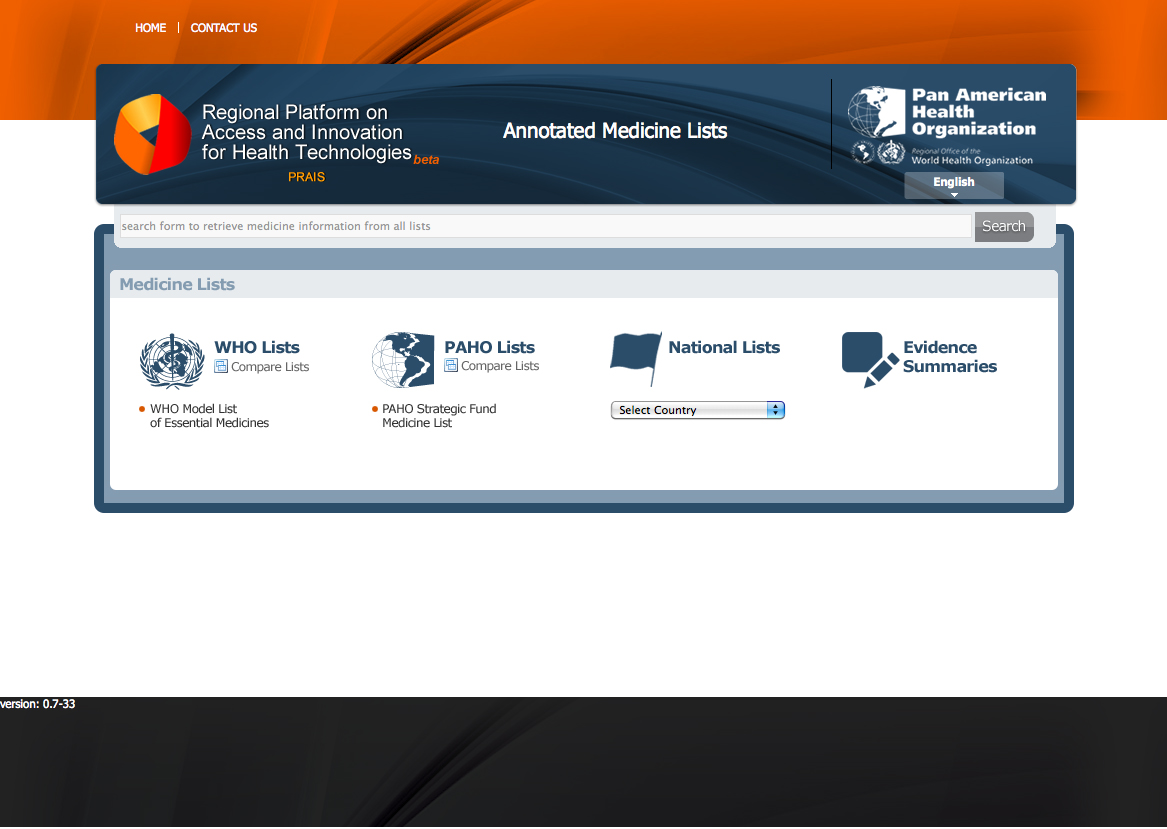 HOME | CONTACT US
Regional Platform on
Access and Innovation
for Health Technologies beta
PRAIS
Annotated Medicine Lists
Pan American
Health
Organization
Regional Office of the
World Health Organization
English
search form to retrieve medicine information from all lists
Search
Medicine Lists
WHO Lists
Compare Lists
WHO Model List
of Essential Medicines
PAHO Lists
Compare Lists
PAHO Strategic Fund
Medicine List
National Lists
Select Country
Evidence
Summaries
version: 0.7-33